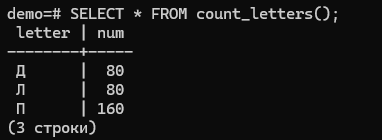 demo=# SELECT * FROM count_letters();
 letter | num
--------+-----
 Д      |  80
 Л      |  80
 П      | 160
(3 строки)